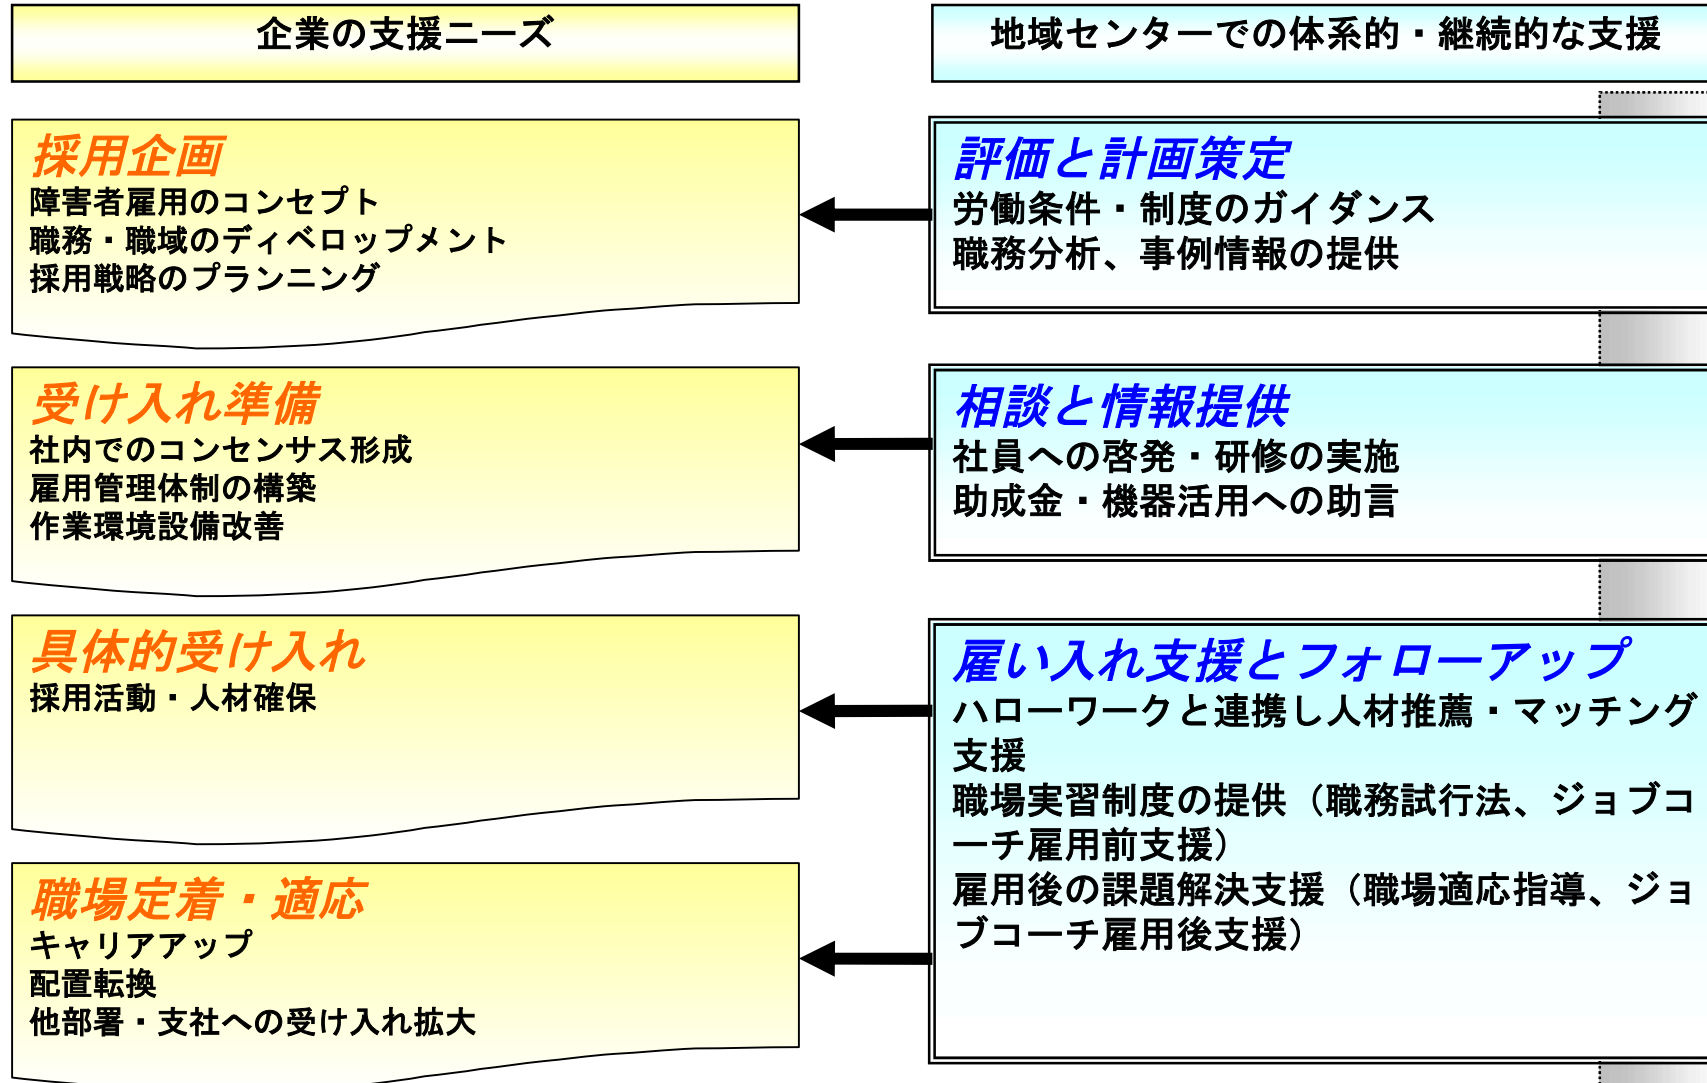 企業の支援ニーズ
地域センターでの体系的・継続的な支援
採用企画
障害者雇用のコンセプト
職務・職域のディベロップメント
採用戦略のプランニング
評価と計画策定
労働条件・制度のガイダンス
職務分析、事例情報の提供
受け入れ準備
社内でのコンセンサス形成
雇用管理体制の構築
作業環境設備改善
相談と情報提供
社員への啓発・研修の実施
助成金・機器活用への助言
具体的受け入れ
採用活動・人材確保
職場定着・適応
キャリアアップ
配置転換
他部署・支社への受け入れ拡大
雇い入れ支援とフォローアップ
ハローワークと連携し人材推薦・マッチング
支援
職場実習制度の提供（職務試行法、ジョブコ
ーチ雇用前支援）
雇用後の課題解決支援（職場適応指導、ジョ
ブコーチ雇用後支援）